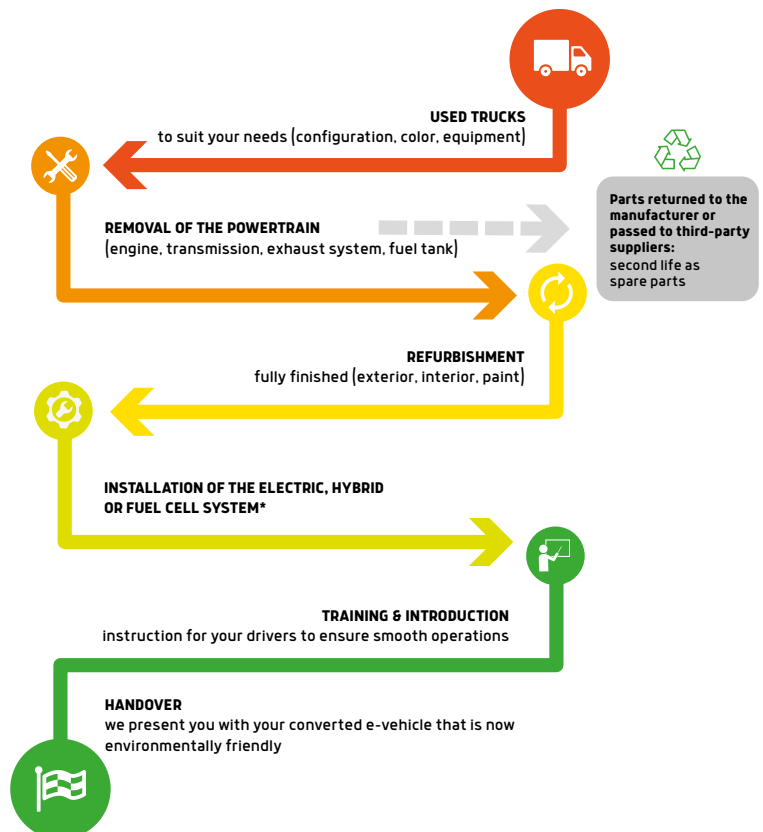 USED TRUCKS
to suit your needs (configuration, color, equipment)
REMOVAL OF THE POWERTRAIN
(engine, transmission, exhaust system, fuel tank)
Parts returned to the
manufacturer or
passed to third-party
suppliers:
second life as
spare parts
REFURBISHMENT
fully finished (exterior, interior, paint)
INSTALLATION OF THE ELECTRIC, HYBRID
OR FUEL CELL SYSTEM*
TRAINING & INTRODUCTION
instruction for your drivers to ensure smooth operations
HANDOVER
we present you with your converted e-vehicle that is now
environmentally friendly